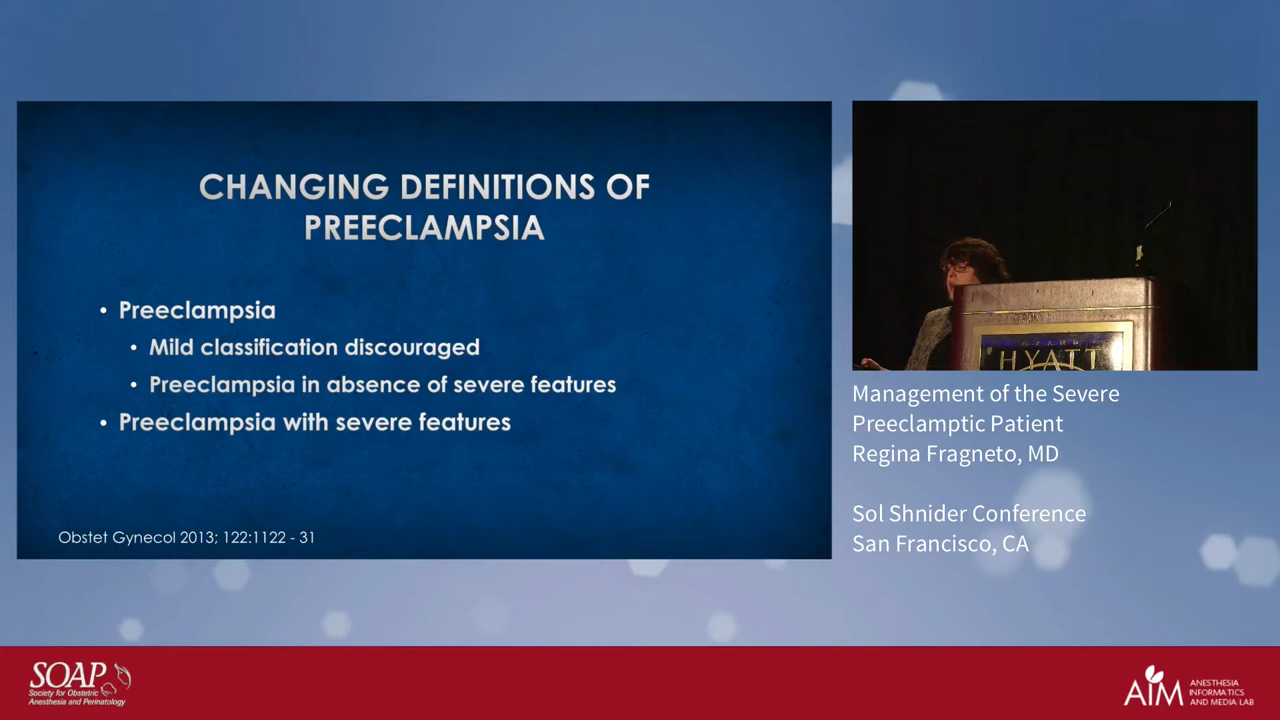 CHANGING DEFINITIONS OF
PREECLAMPSIA
• Preeclampsia
• Mild classification discouraged
• Preeclampsia in absence of severe features
• Preeclampsia with severe features
Obstet Gynecol 2013; 122:1122 - 31
HYATT
Management of the Severe
Preeclamptic Patient
Regina Fragneto, MD
Sol Shnider Conference
San Francisco, CA
SOAP
Society for Obstetric
Anesthesia and Perinatology
AIM
ANESTHESIA
INFORMATICS
AND MEDIA LAB